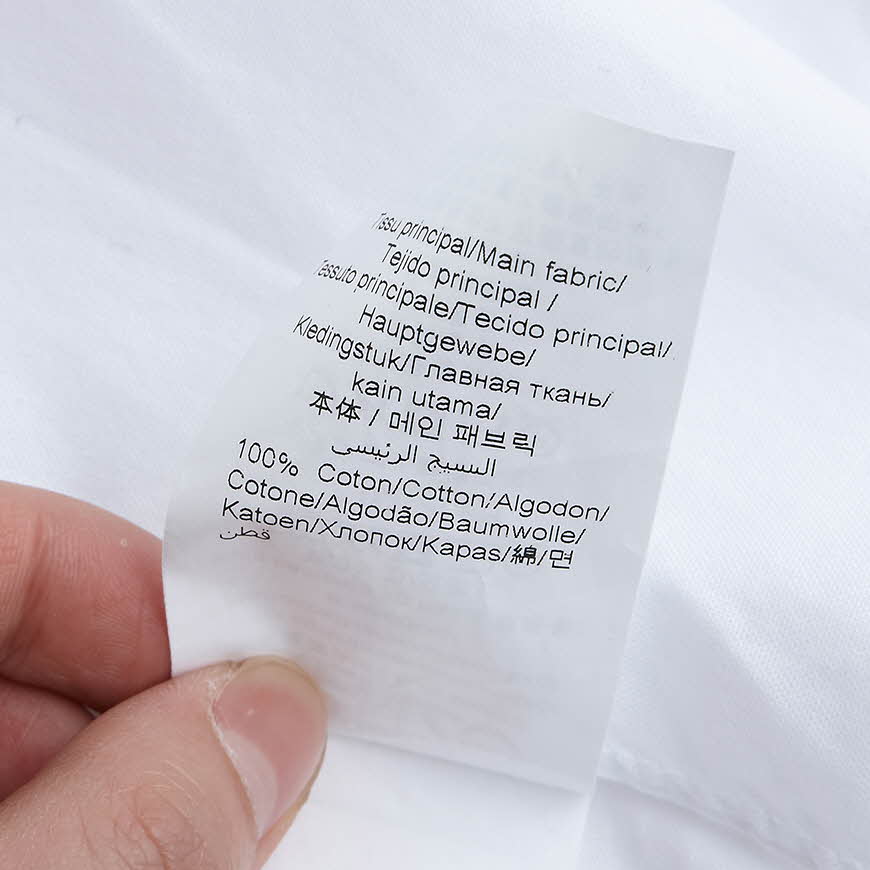 Tissu principal/Main fabric/
Tejido principal /
Tessuto principale/Tecido principal/
Hauptgewebe/
Kledingstuk/Главная ткань/
kain utama/
本体 / 메인 패브릭
النسيج الرئيسى
100% Coton/Cotton/Algodon/
Cotone/Algodão/Baumwolle/
Katoen/Хлопок/Kapas/綿/면
قطن